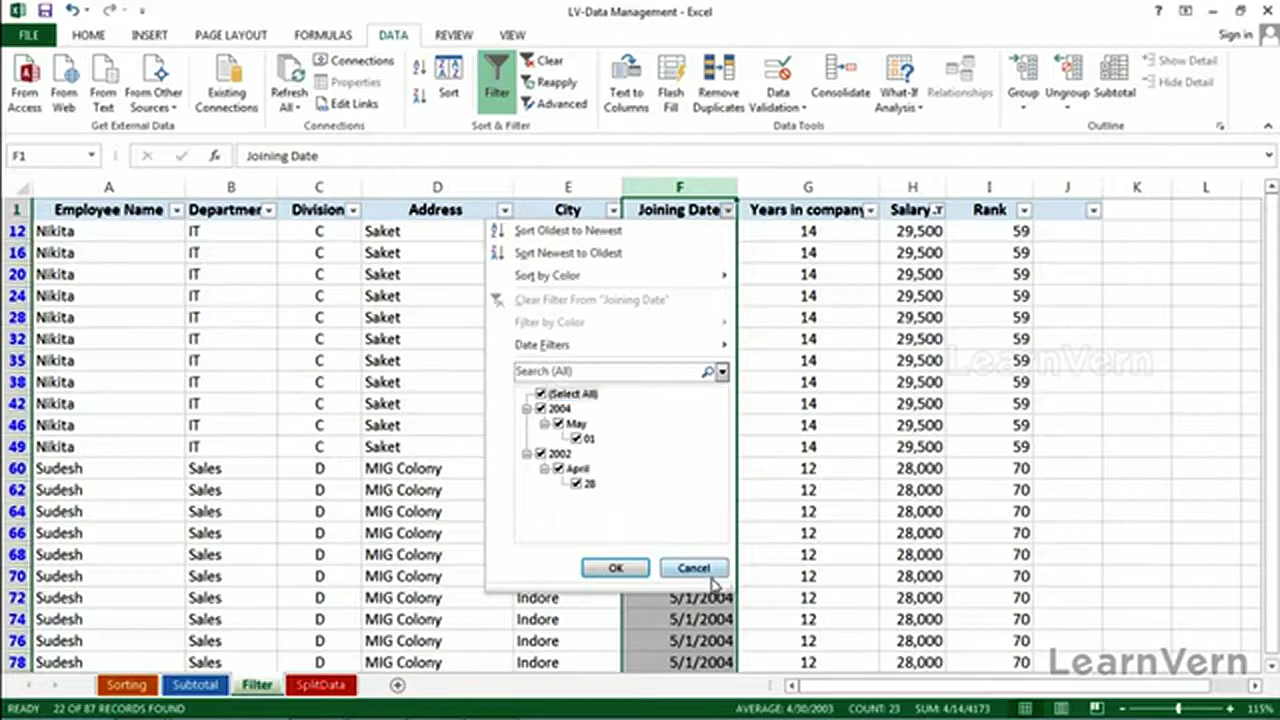 LV-Data Management - Excel
?
FILE HOME INSERT PAGE LAYOUT FORMULAS DATA REVIEW VIEW Sign in
From Access
From Web
From Text
From Other Sources
Get External Data
Existing Connections
Refresh All
Connections
Properties
Edit Links
Connections
Sort
Filter
Clear
Reapply
Advanced
Sort & Filter
Text to Columns
Flash Fill
Remove Duplicates
Data Validation
Consolidate
What-If Analysis
Relationships
Data Tools
Group
Ungroup
Subtotal
Show Detail
Hide Detail
Outline
F1 fx Joining Date
A B C D E F G H I J K L
1 Employee Name Departmer Division Address City Joining Date Years in company Salary Rank
12 Nikita IT C Saket 14 29,500 59
16 Nikita IT C Saket 14 29,500 59
20 Nikita IT C Saket 14 29,500 59
24 Nikita IT C Saket 14 29,500 59
28 Nikita IT C Saket 14 29,500 59
32 Nikita IT C Saket 14 29,500 59
35 Nikita IT C Saket 14 29,500 59
38 Nikita IT C Saket 14 29,500 59
42 Nikita IT C Saket 14 29,500 59
46 Nikita IT C Saket 14 29,500 59
49 Nikita IT C Saket 14 29,500 59
60 Sudesh Sales D MIG Colony 12 28,000 70
62 Sudesh Sales D MIG Colony 12 28,000 70
64 Sudesh Sales D MIG Colony 12 28,000 70
66 Sudesh Sales D MIG Colony 12 28,000 70
68 Sudesh Sales D MIG Colony 12 28,000 70
70 Sudesh Sales D MIG Colony 12 28,000 70
72 Sudesh Sales D MIG Colony Indore 5/1/2004 12 28,000 70
74 Sudesh Sales D MIG Colony Indore 5/1/2004 12 28,000 70
76 Sudesh Sales D MIG Colony Indore 5/1/2004 12 28,000 70
78 Sudesh Sales D MIG Colony Indore 5/1/2004 12 28,000 70
Sort Oldest to Newest
Sort Newest to Oldest
Sort by Color
Clear Filter From "Joining Date"
Filter by Color
Date Filters
Search (All)
(Select All)
2004
May
01
2002
April
28
OK Cancel
LearnVern
LearnVern
Sorting Subtotal Filter SplitData
READY 22 OF 87 RECORDS FOUND AVERAGE: 4/30/2003 COUNT: 23 SUM: 4/14/4173 115%